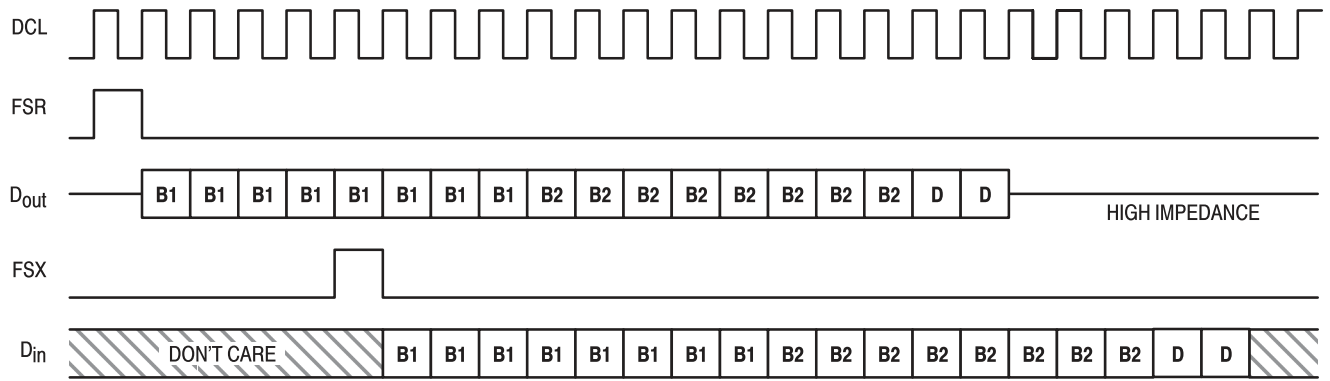 DCL
FSR
Dout B1 B1 B1 B1 B1 B1 B1 B1 B2 B2 B2 B2 B2 B2 B2 B2 D D
HIGH IMPEDANCE
FSX
Din DON'T CARE B1 B1 B1 B1 B1 B1 B1 B1 B2 B2 B2 B2 B2 B2 B2 B2 D D